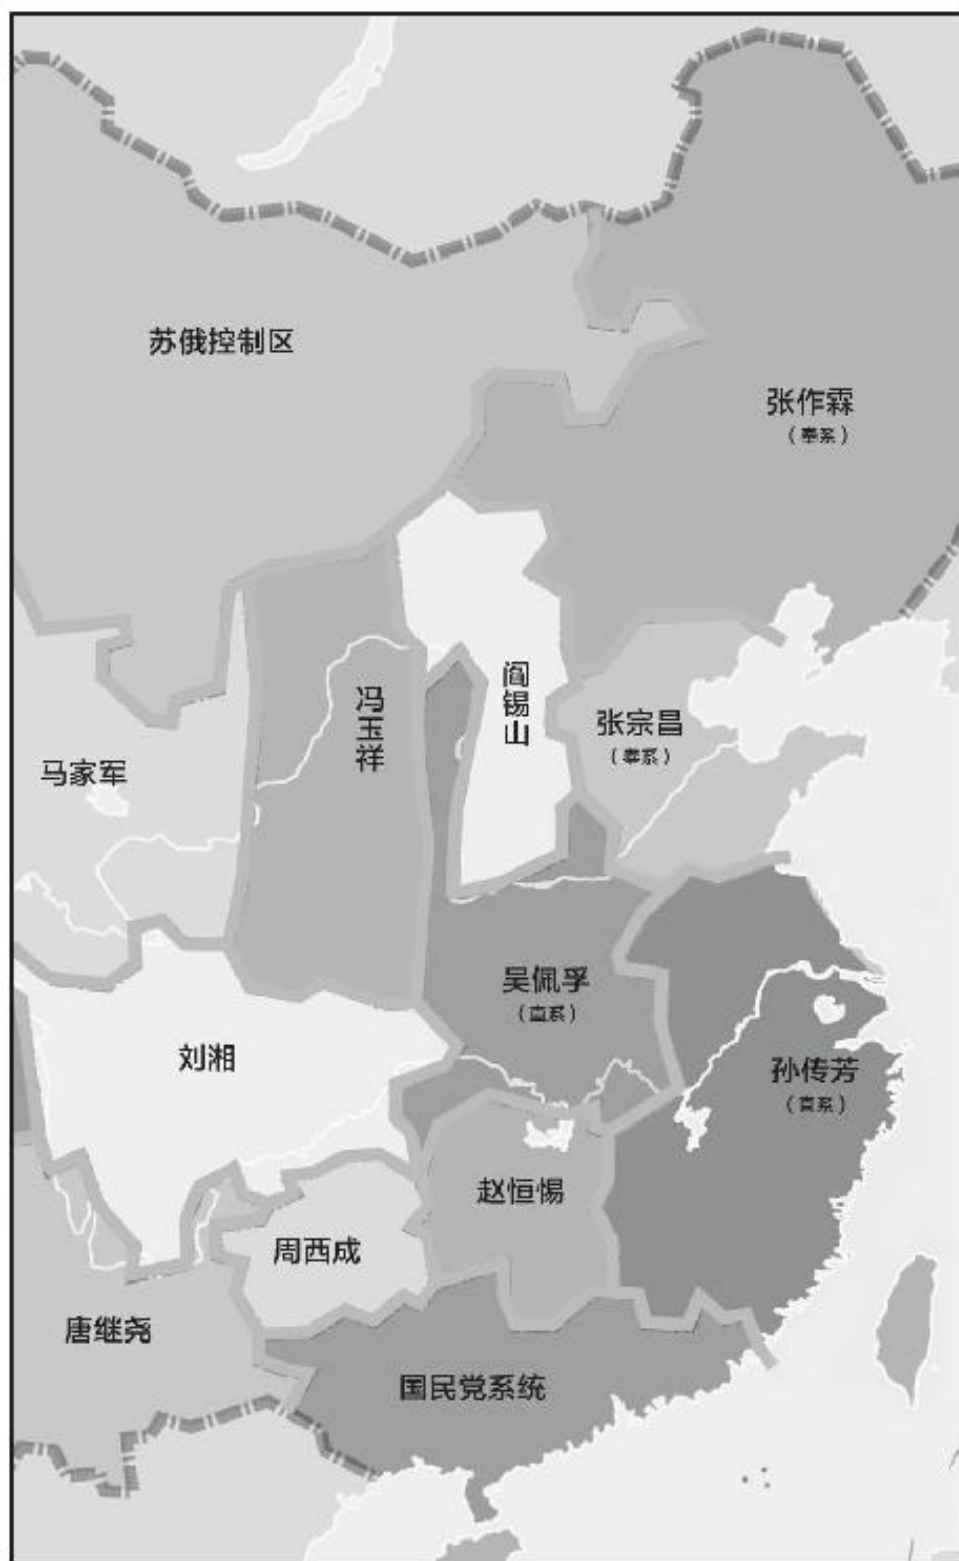 苏俄控制区
张作霖
（奉系）
阎锡山
冯玉祥
张宗昌
（奉系）
马家军
吴佩孚
（直系）
刘湘
孙传芳
（直系）
赵恒惕
周西成
唐继尧
国民党系统